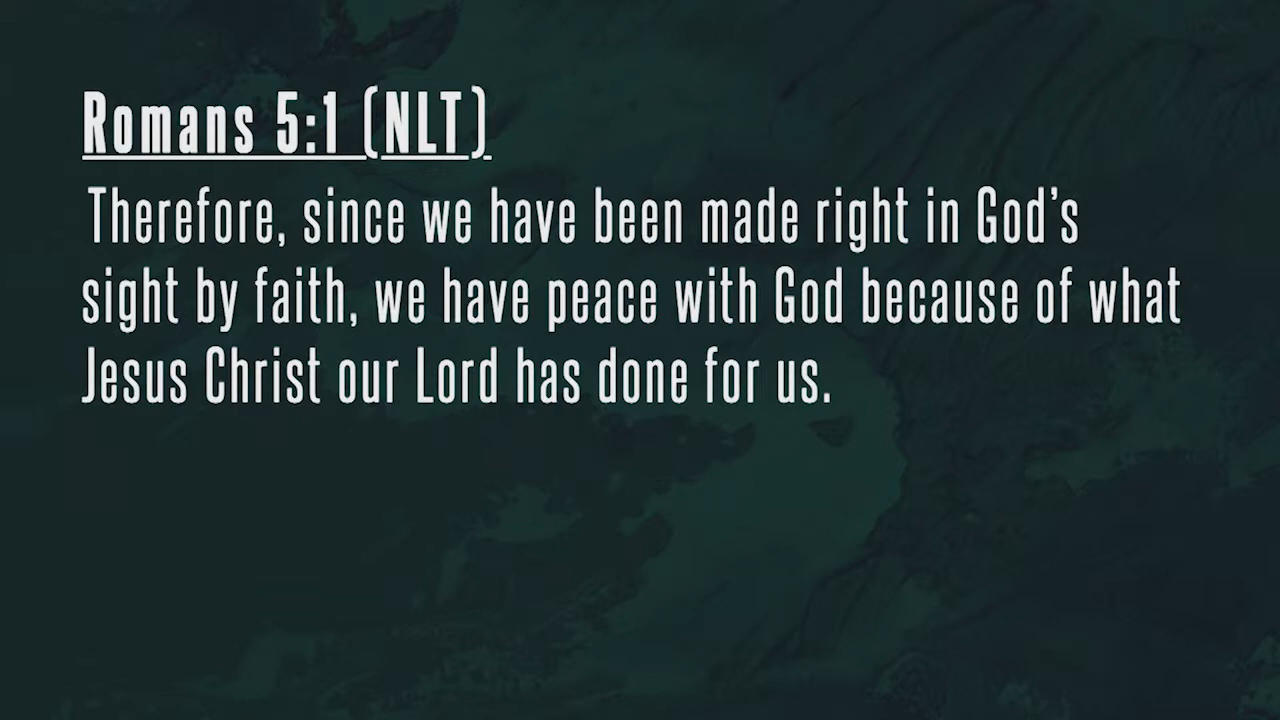 Romans 5:1 (NLT)
Therefore, since we have been made right in God’s
sight by faith, we have peace with God because of what
Jesus Christ our Lord has done for us.